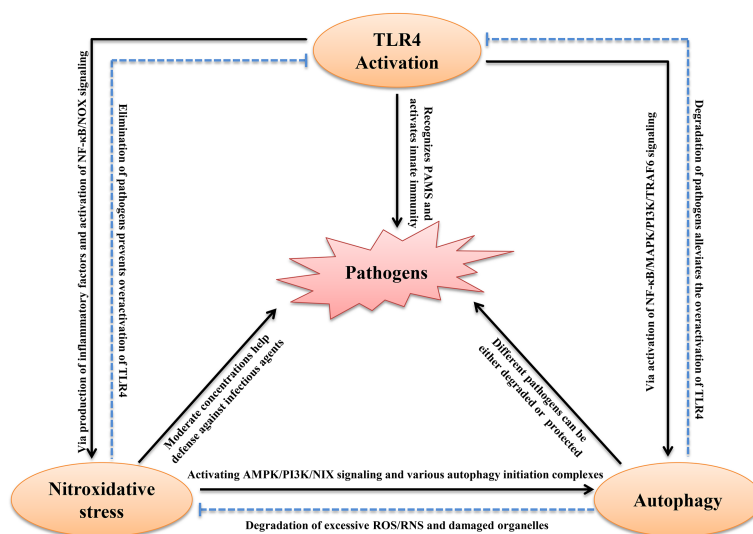 TLR4
Activation
Via production of inflammatory factors and activation of NF-κB/NOX signaling
Elimination of pathogens prevents overactivation of TLR4
Recognizes PAMS and
activates innate immunity
Via activation of NF-κB/MAPK/PI3K/TRAF6 signaling
Degradation of pathogens alleviates the overactivation of TLR4
Pathogens
Moderate concentrations help
defense against infectious agents
Different pathogens can be
either degraded or protected
Nitroxidative
stress
Activating AMPK/PI3K/NIX signaling and various autophagy initiation complexes
Autophagy
Degradation of excessive ROS/RNS and damaged organelles